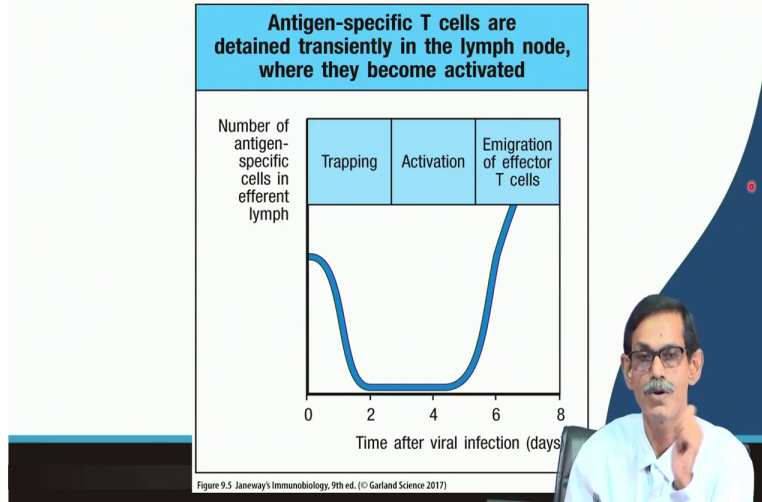 Antigen-specific T cells are
detained transiently in the lymph node,
where they become activated
Number of
antigen-
specific
cells in
efferent
lymph
Trapping
Activation
Emigration
of effector
T cells
0 2 4 6 8
Time after viral infection (days
Figure 9.5 Janeway's Immunobiology, 9th ed. (© Garland Science 2017)